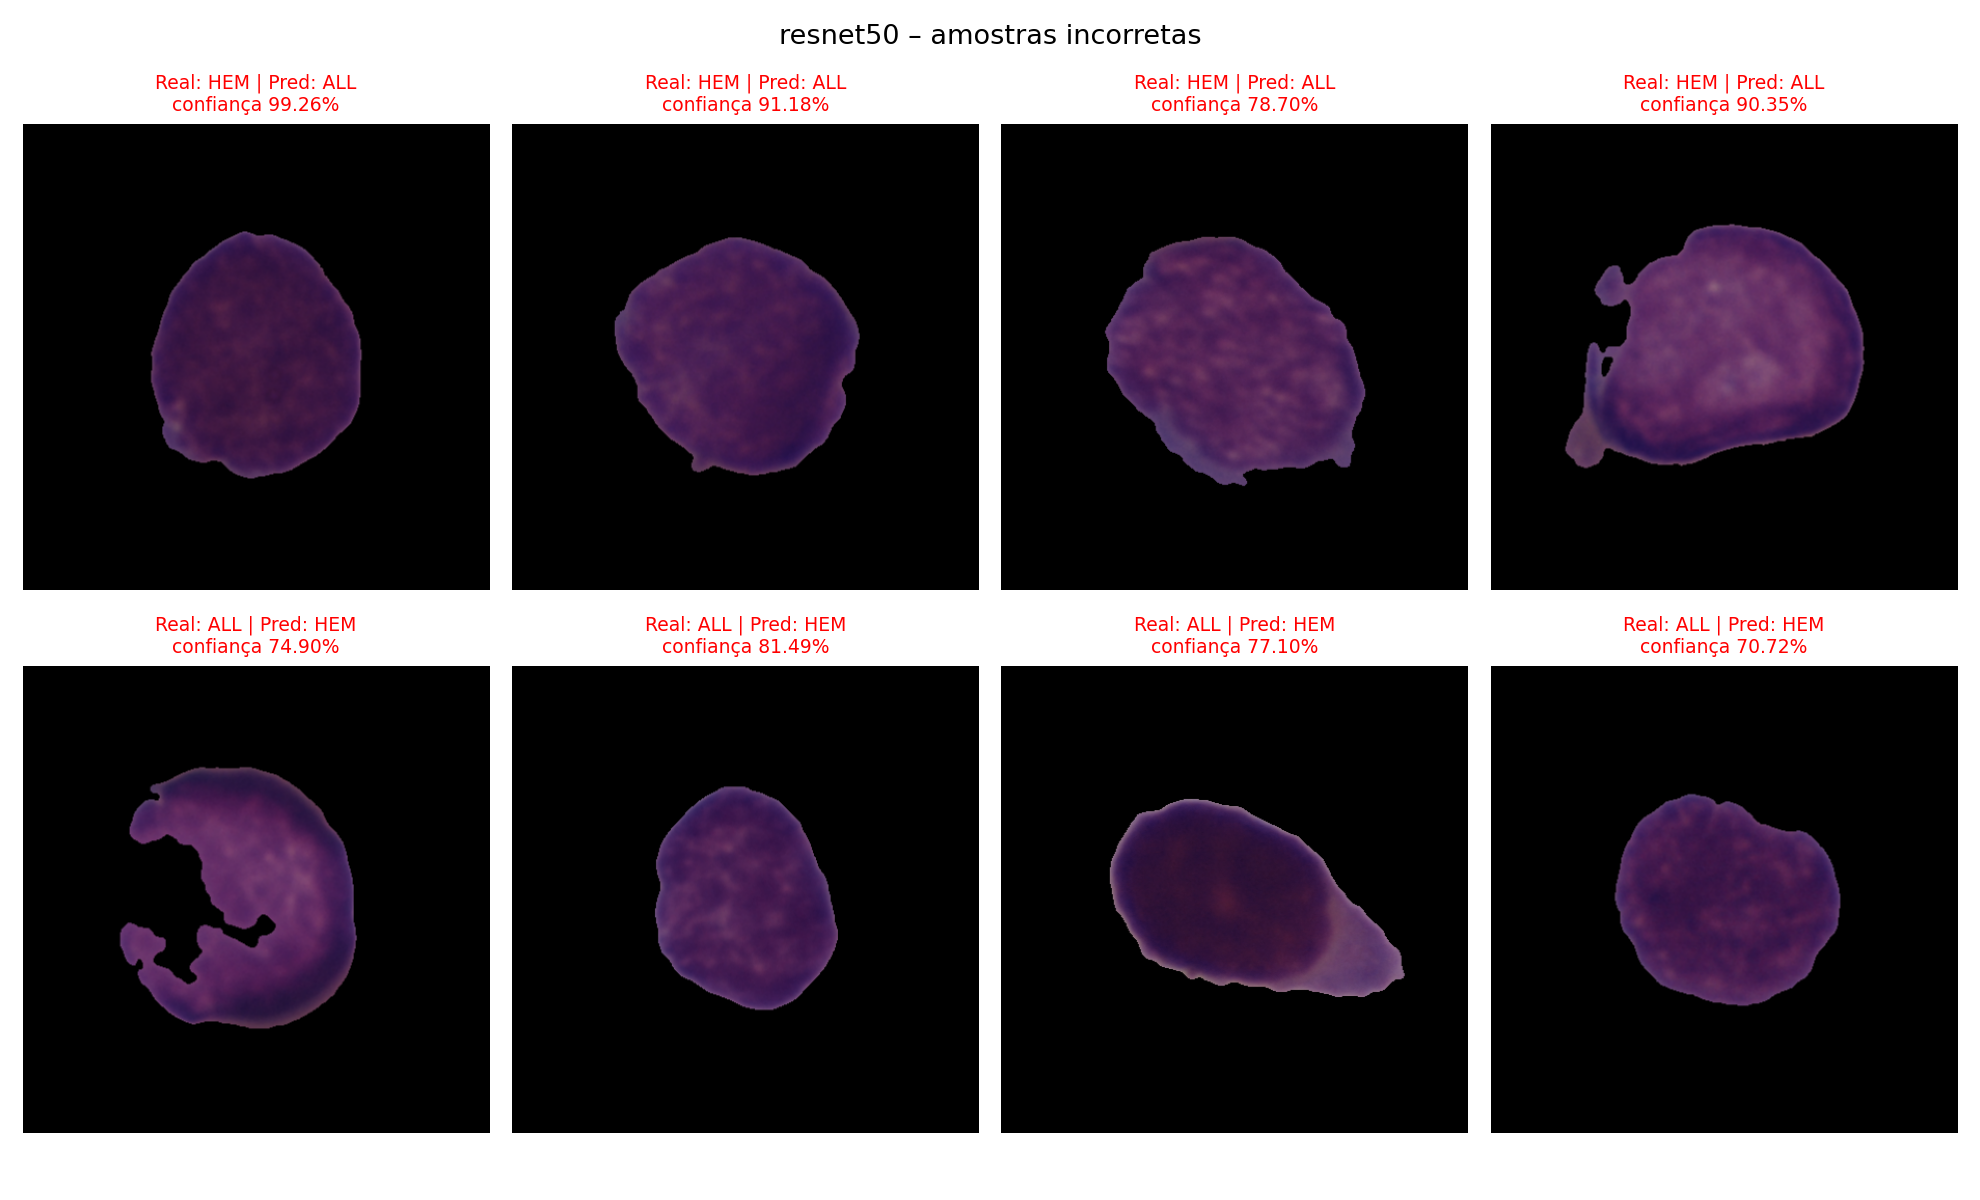 resnet50 – amostras incorretas
Real: HEM | Pred: ALL
confiança 99.26%
Real: HEM | Pred: ALL
confiança 91.18%
Real: HEM | Pred: ALL
confiança 78.70%
Real: HEM | Pred: ALL
confiança 90.35%
Real: ALL | Pred: HEM
confiança 74.90%
Real: ALL | Pred: HEM
confiança 81.49%
Real: ALL | Pred: HEM
confiança 77.10%
Real: ALL | Pred: HEM
confiança 70.72%